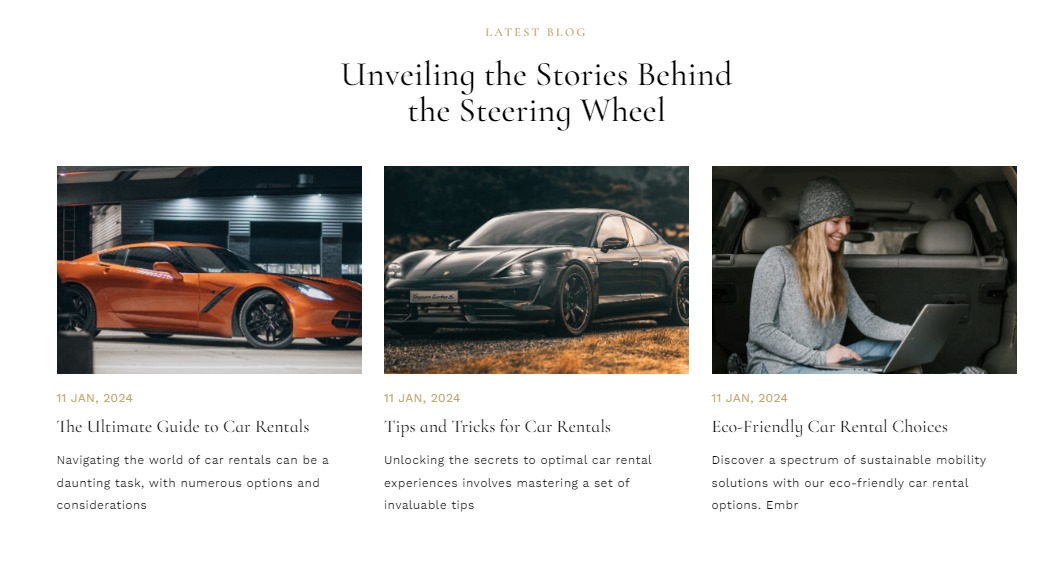 LATEST BLOG
Unveiling the Stories Behind
the Steering Wheel
Taycan Turbo S
11 JAN, 2024
The Ultimate Guide to Car Rentals
Navigating the world of car rentals can be a
daunting task, with numerous options and
considerations
11 JAN, 2024
Tips and Tricks for Car Rentals
Unlocking the secrets to optimal car rental
experiences involves mastering a set of
invaluable tips
11 JAN, 2024
Eco-Friendly Car Rental Choices
Discover a spectrum of sustainable mobility
solutions with our eco-friendly car rental
options. Embr